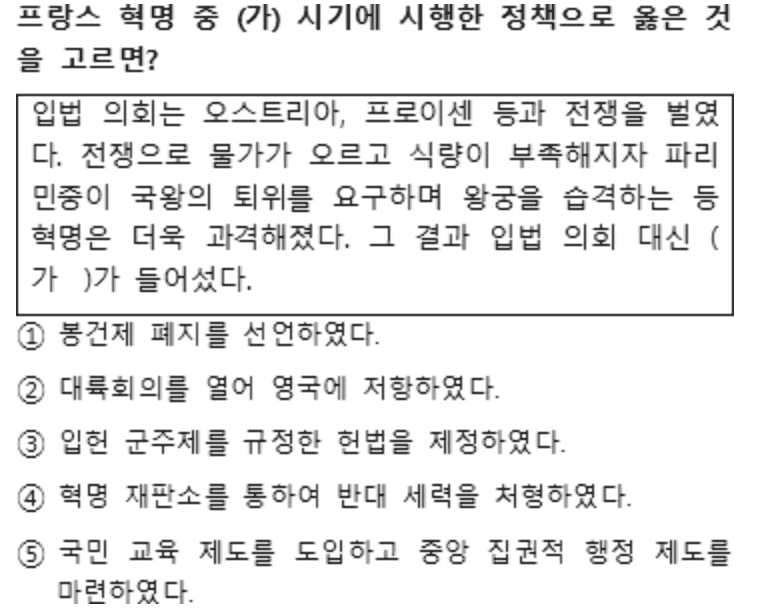 프랑스 혁명 중 (가) 시기에 시행한 정책으로 옳은 것
을 고르면?
입법 의회는 오스트리아, 프로이센 등과 전쟁을 벌였
다. 전쟁으로 물가가 오르고 식량이 부족해지자 파리
민중이 국왕의 퇴위를 요구하며 왕궁을 습격하는 등
혁명은 더욱 과격해졌다. 그 결과 입법 의회 대신 (
가 )가 들어섰다.
① 봉건제 폐지를 선언하였다.
② 대륙회의를 열어 영국에 저항하였다.
③ 입헌 군주제를 규정한 헌법을 제정하였다.
④ 혁명 재판소를 통하여 반대 세력을 처형하였다.
⑤ 국민 교육 제도를 도입하고 중앙 집권적 행정 제도를
마련하였다.